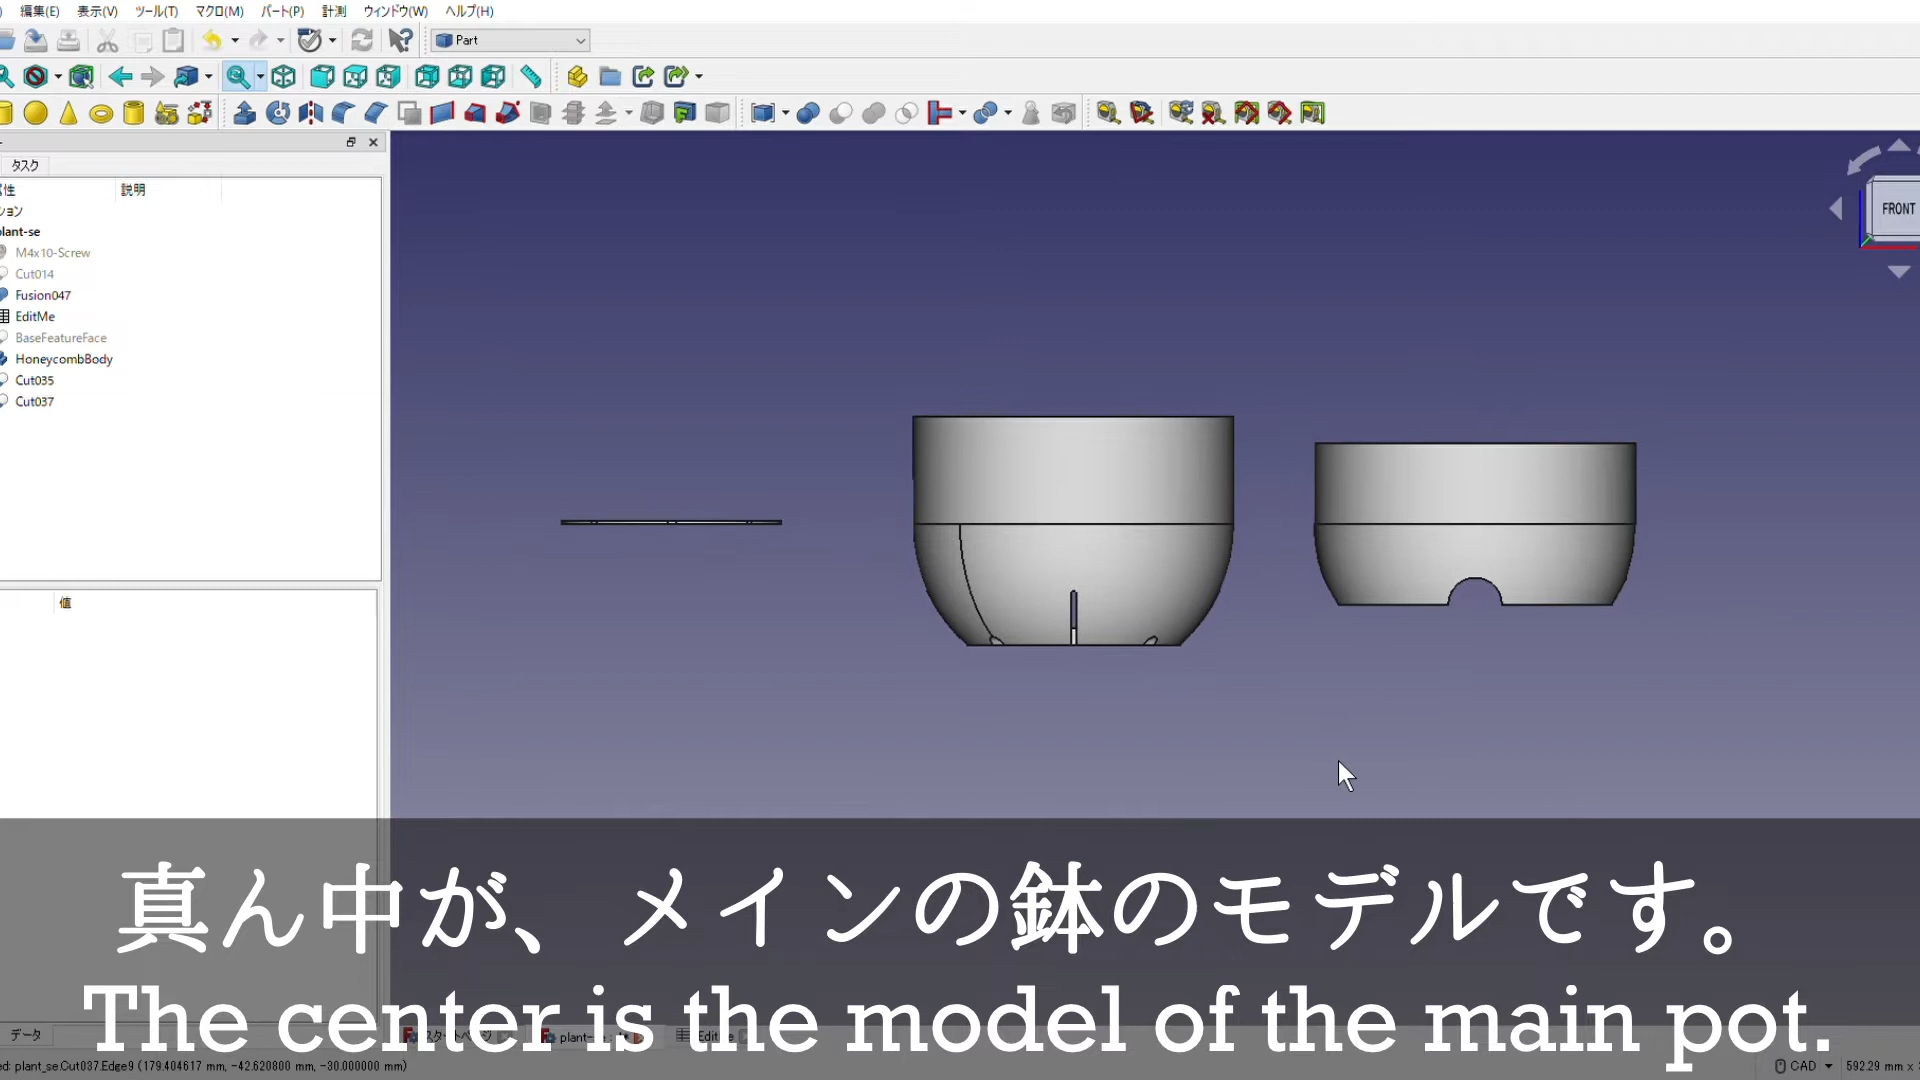 編集(E) 表示(V) ツール(T) マクロ(M) パート(P) 計測 ウィンドウ(W) ヘルプ(H)
Part
タスク
説明
plant-se
M4x10-Screw
Cut014
Fusion047
EditMe
BaseFeatureFace
HoneycombBody
Cut035
Cut037
値
FRONT
真ん中が、メインの鉢のモデルです。
The center is the model of the main pot.
データ
plant_se.Cut037.Edge9 (179.404617 mm, -42.620800 mm, -30.000000 mm)
CAD
592.29 mm x